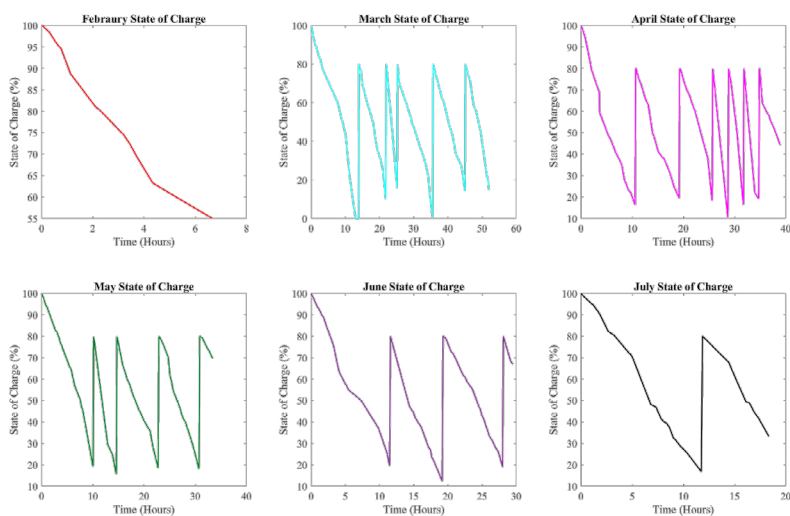 Febraury State of Charge
100
95
90
85
80
75
70
65
60
55
State of Charge (%)
0 2 4 6 8
Time (Hours)
March State of Charge
100
80
60
40
20
0
State of Charge (%)
0 10 20 30 40 50 60
Time (Hours)
April State of Charge
100
90
80
70
60
50
40
30
20
10
State of Charge (%)
0 10 20 30 40
Time (Hours)
May State of Charge
100
90
80
70
60
50
40
30
20
10
State of Charge (%)
0 10 20 30 40
Time (Hours)
June State of Charge
100
90
80
70
60
50
40
30
20
10
State of Charge (%)
0 5 10 15 20 25 30
Time (Hours)
July State of Charge
100
90
80
70
60
50
40
30
20
10
State of Charge (%)
0 5 10 15 20
Time (Hours)